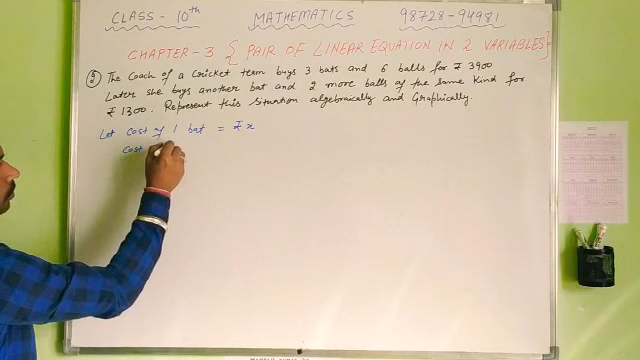 CLASS - 10th MATHEMATICS 98728-94981
CHAPTER-3 { PAIR OF LINEAR EQUATION IN 2 VARIABLES}
Q2 The Coach of a Cricket term buys 3 bats and 6 balls for ₹ 3900
Later she buys another bat and 2 more balls of the same kind for
₹ 1300. Represent this situation algebraically and Graphically.
Let cost of 1 bat = ₹ x
Cost